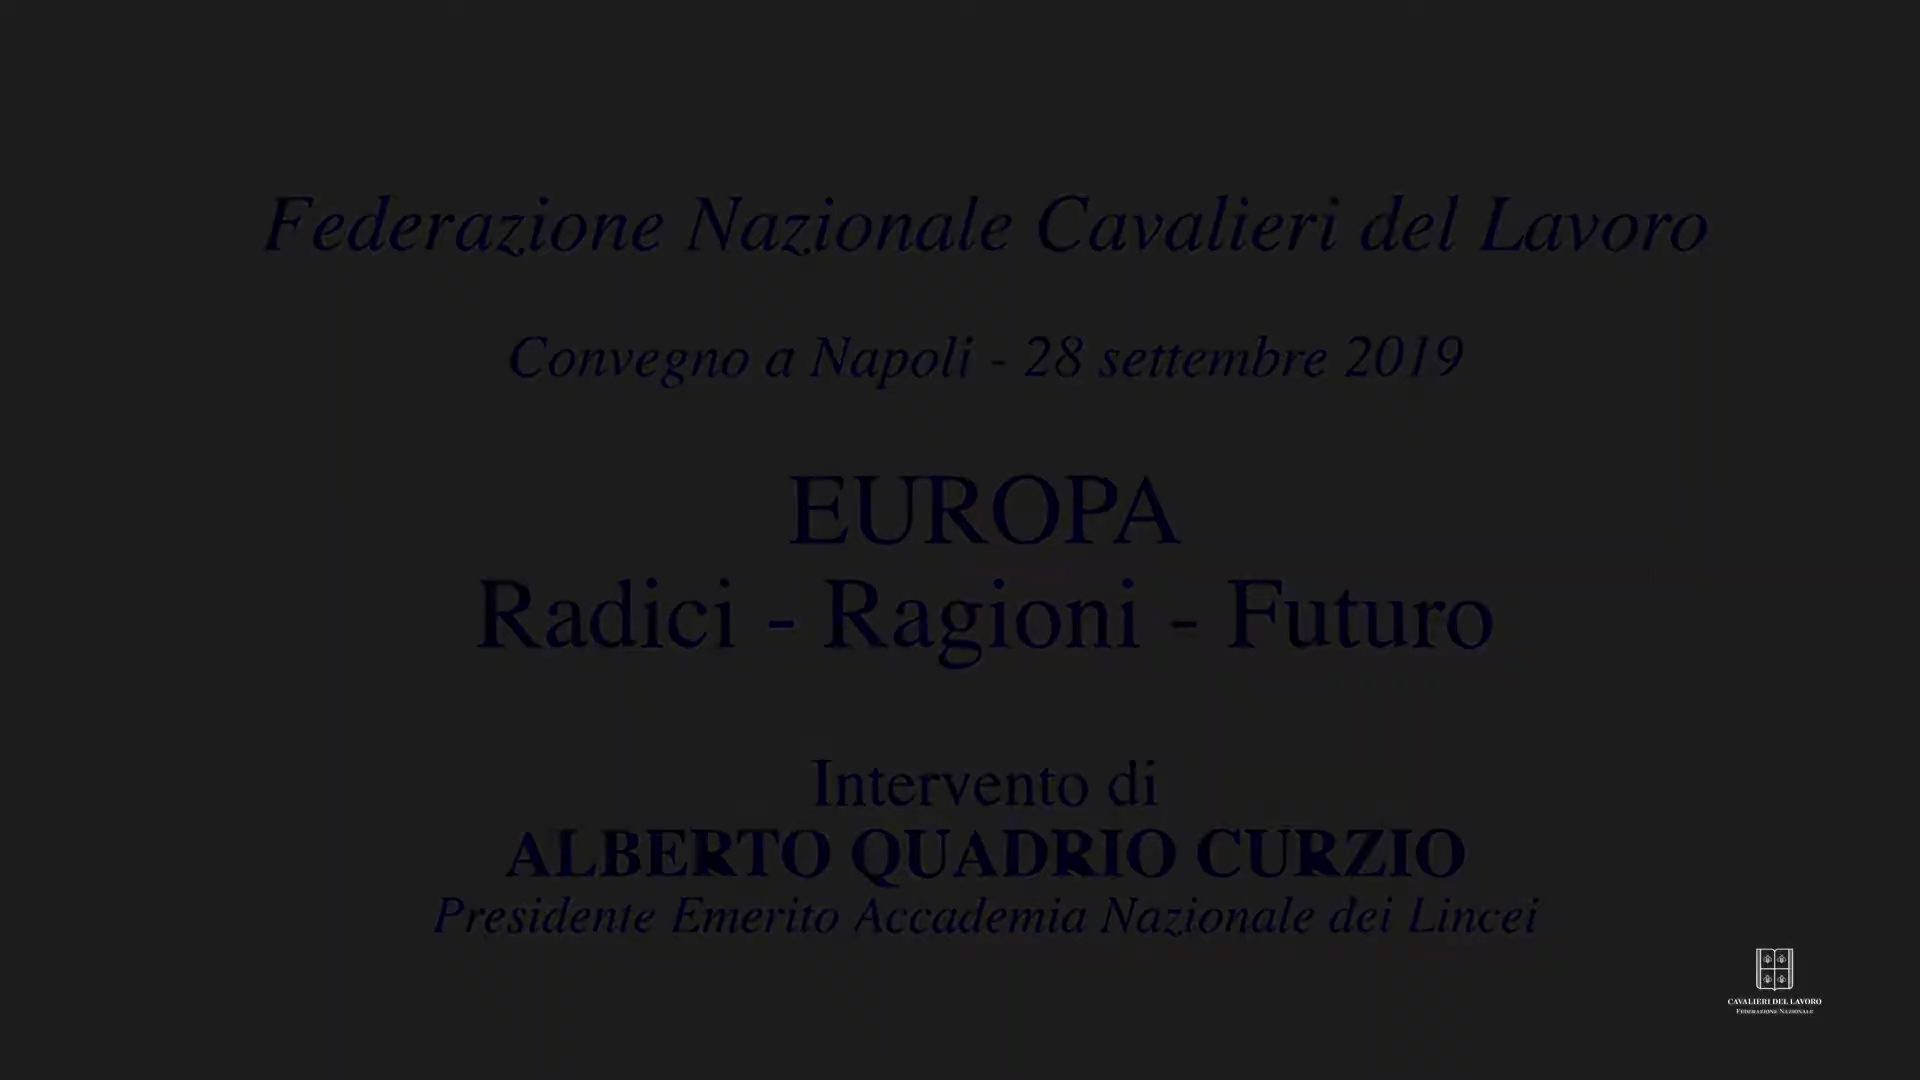 Federazione Nazionale Cavalieri del Lavoro
Convegno a Napoli - 28 settembre 2019
EUROPA
Radici - Ragioni - Futuro
Intervento di
ALBERTO QUADRIO CURZIO
Presidente Emerito Accademia Nazionale dei Lincei
CAVALIERI DEL LAVORO
FEDERAZIONE NAZIONALE